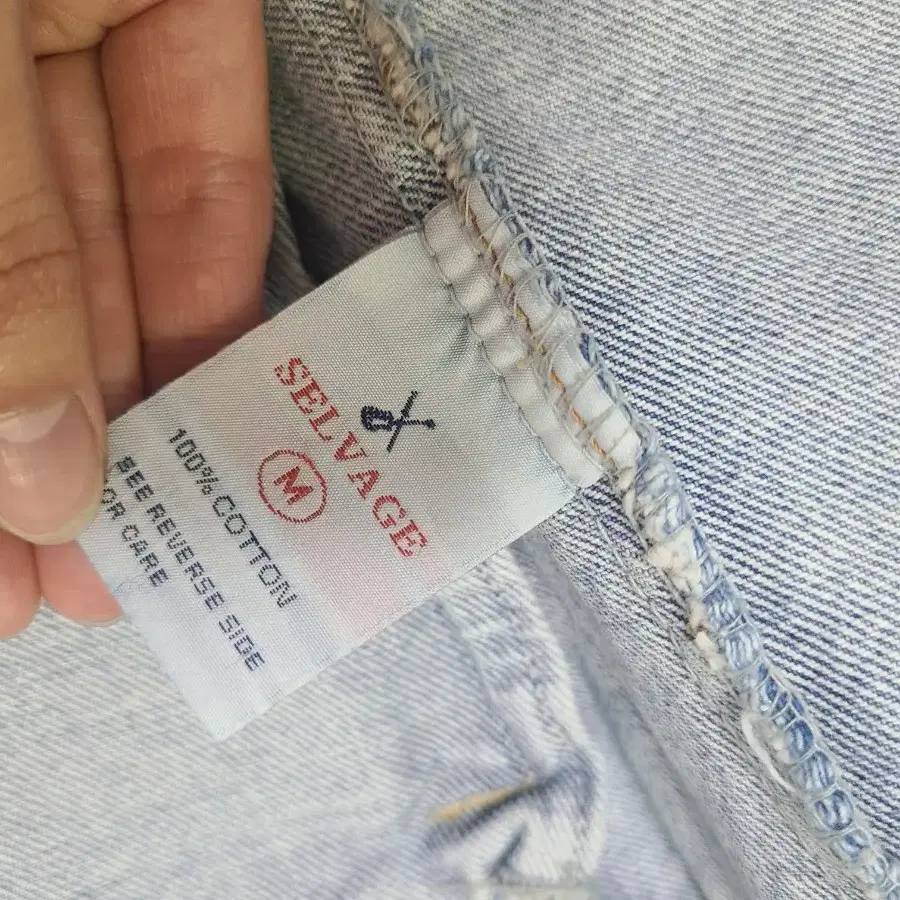 SELVAGE
M
100% COTTON
SEE REVERSE SIDE
FOR CARE